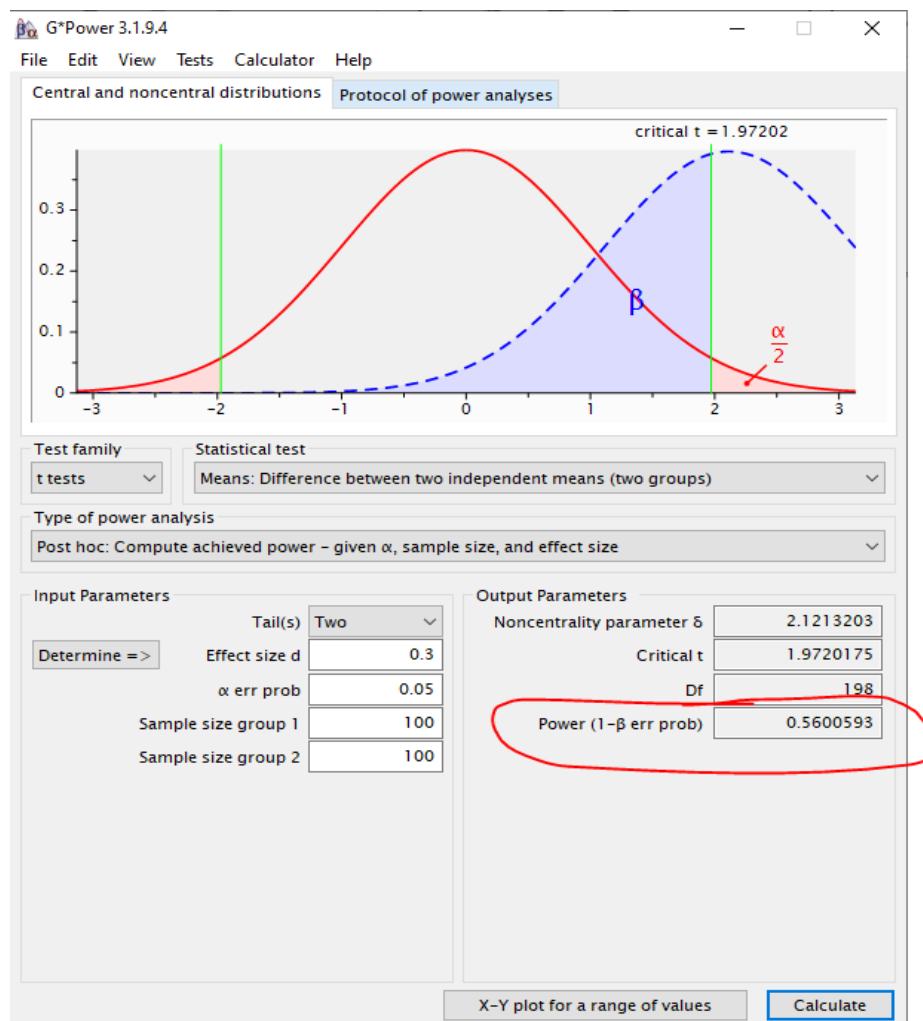 G*Power 3.1.9.4
File Edit View Tests Calculator Help
Central and noncentral distributions Protocol of power analyses
critical t = 1.97202
0.3
0.2
β
0.1
α
2
0
-3 -2 -1 0 1 2 3
Test family Statistical test
t tests Means: Difference between two independent means (two groups)
Type of power analysis
Post hoc: Compute achieved power – given α, sample size, and effect size
Input Parameters Output Parameters
Tail(s) Two Noncentrality parameter δ 2.1213203
Determine => Effect size d 0.3 Critical t 1.9720175
α err prob 0.05 Df 198
Sample size group 1 100 Power (1-β err prob) 0.5600593
Sample size group 2 100
X-Y plot for a range of values Calculate